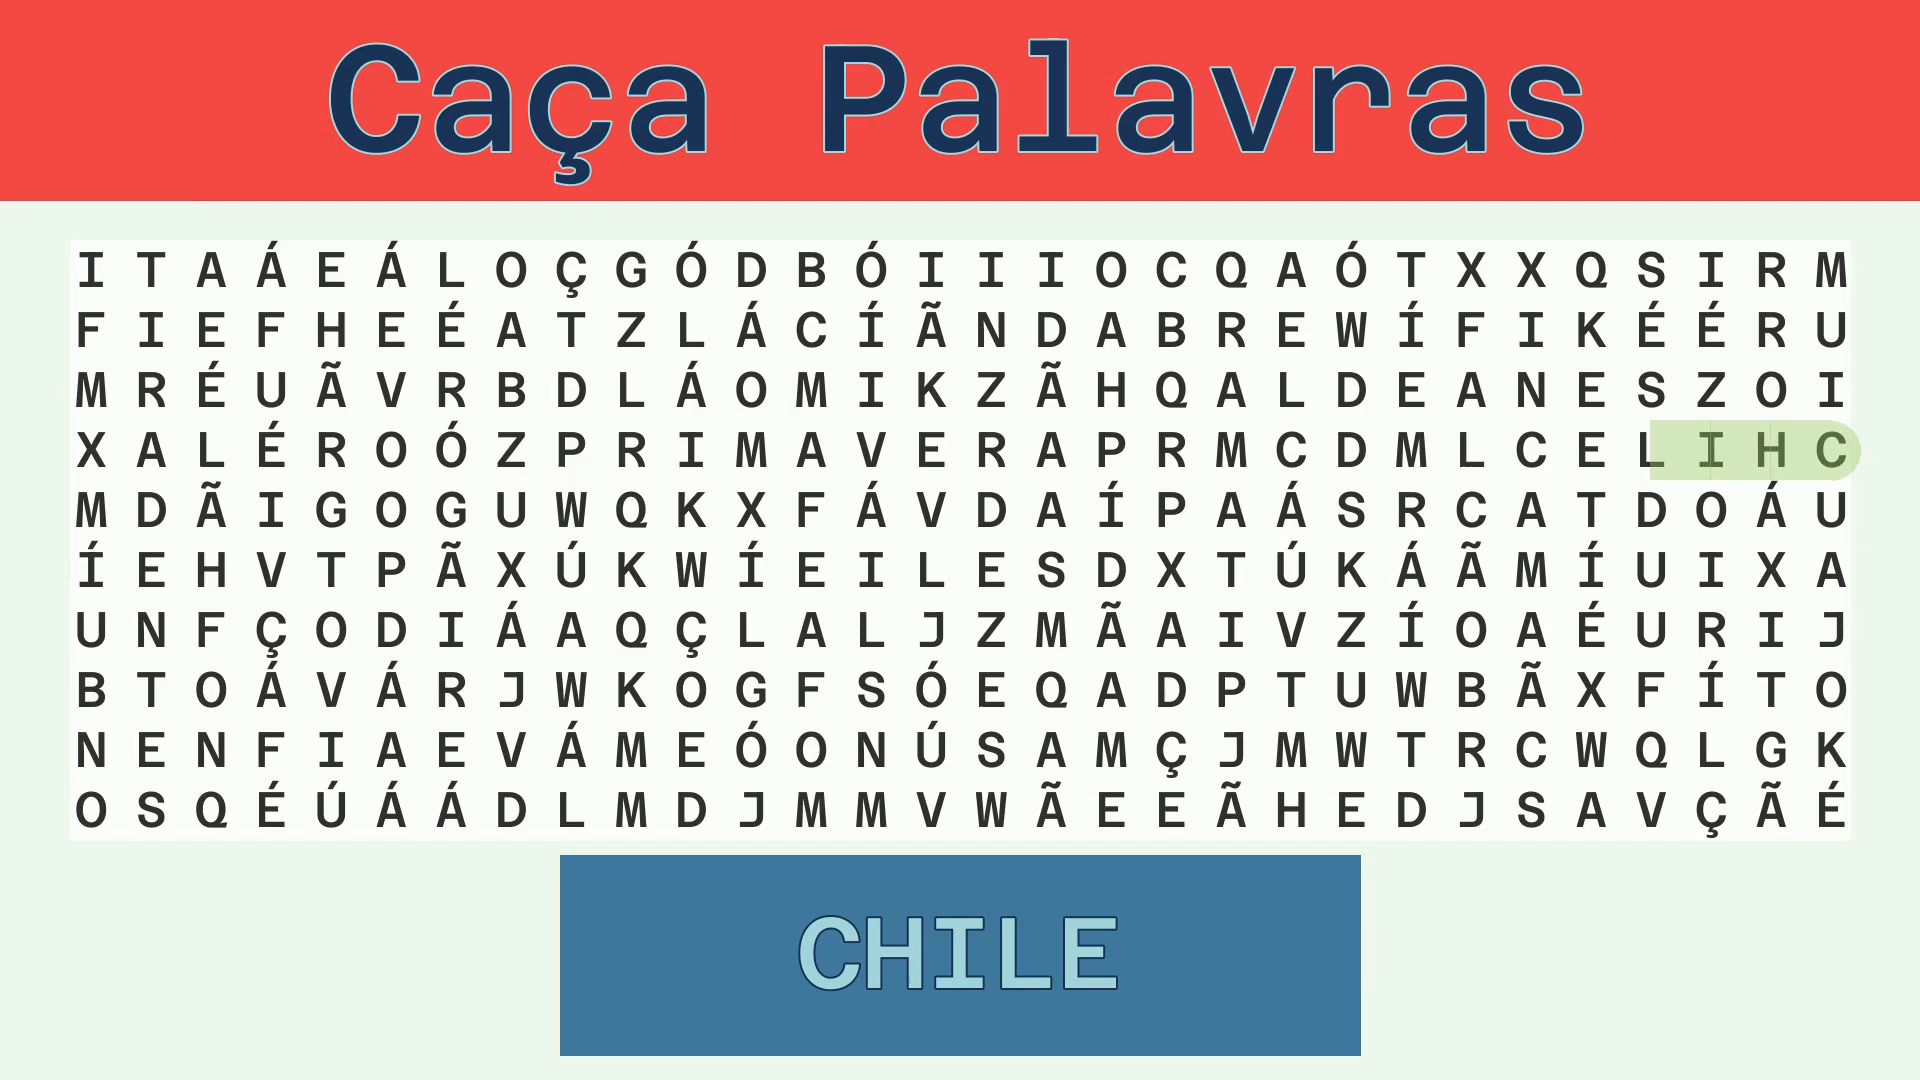 Caça Palavras
I T A Á E Á L O Ç G Ó D B Ó I I I O C Q A Ó T X X Q S I R M
F I E F H E É A T Z L Á C Í Ã N D A B R E W Í F I K É É R U
M R É U Ã V R B D L Á O M I K Z Ã H Q A L D E A N E S Z O I
X A L É R O Ó Z P R I M A V E R A P R M C D M L C E L I H C
M D Ã I G O G U W Q K X F Á V D A Í P A Á S R C A T D O Á U
Í E H V T P Ã X Ú K W Í E I L E S D X T Ú K Á Ã M Í U I X A
U N F Ç O D I Á A Q Ç L A L J Z M Ã A I V Z Í O A É U R I J
B T O Á V Á R J W K O G F S Ó E Q A D P T U W B Ã X F Í T O
N E N F I A E V Á M E Ó O N Ú S A M Ç J M W T R C W Q L G K
O S Q É Ú Á Á D L M D J M M V W Ã E E Ã H E D J S A V Ç Ã É
CHILE